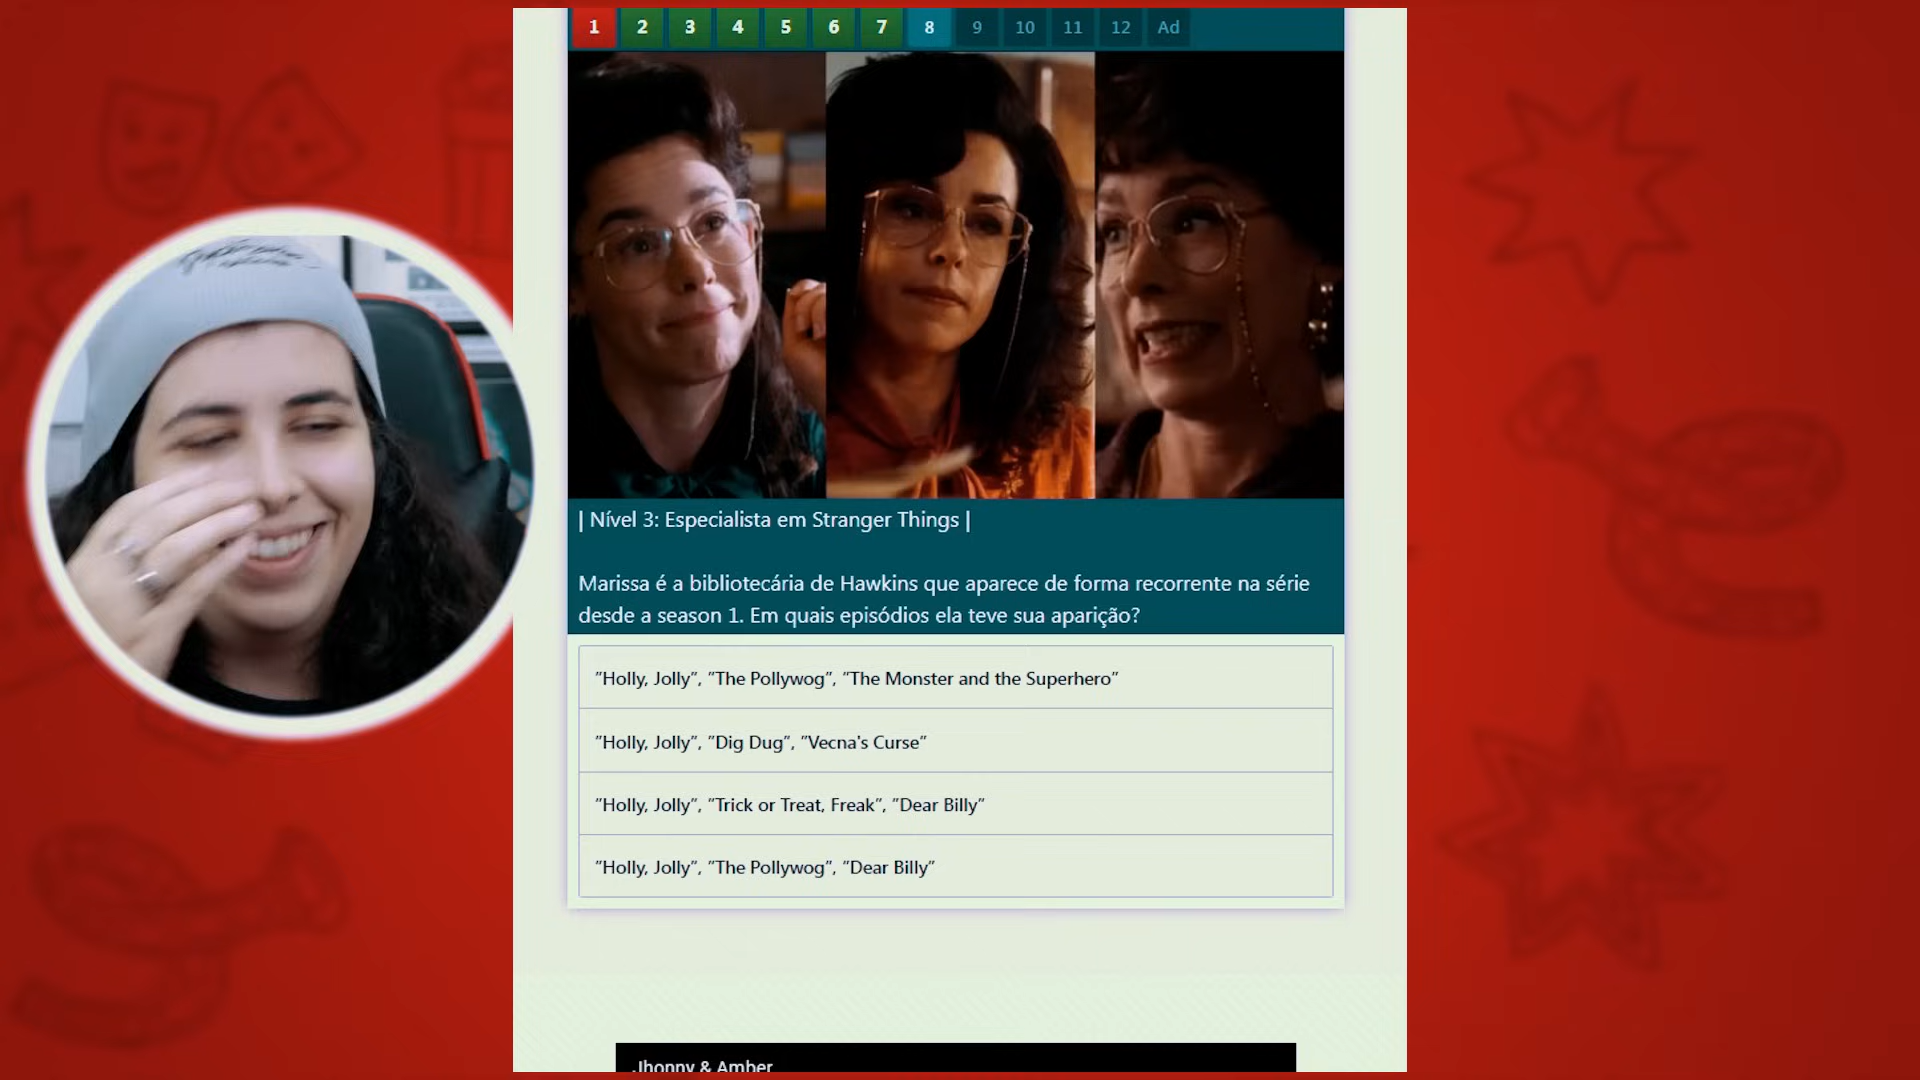 1 2 3 4 5 6 7 8 9 10 11 12 Ad
| Nível 3: Especialista em Stranger Things |
Marissa é a bibliotecária de Hawkins que aparece de forma recorrente na série
desde a season 1. Em quais episódios ela teve sua aparição?
"Holly, Jolly", "The Pollywog", "The Monster and the Superhero"
"Holly, Jolly", "Dig Dug", "Vecna's Curse"
"Holly, Jolly", "Trick or Treat, Freak", "Dear Billy"
"Holly, Jolly", "The Pollywog", "Dear Billy"
Jhonny & Amber